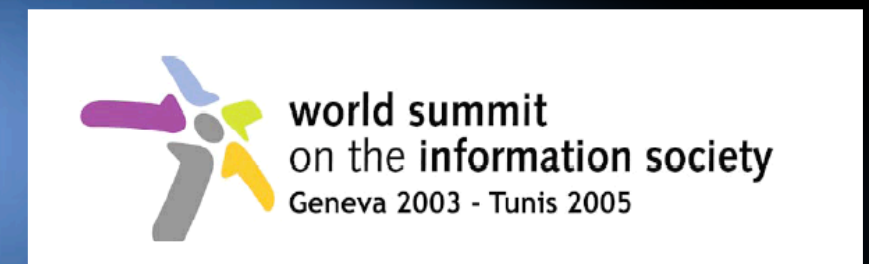 world summit
on the information society
Geneva 2003 - Tunis 2005